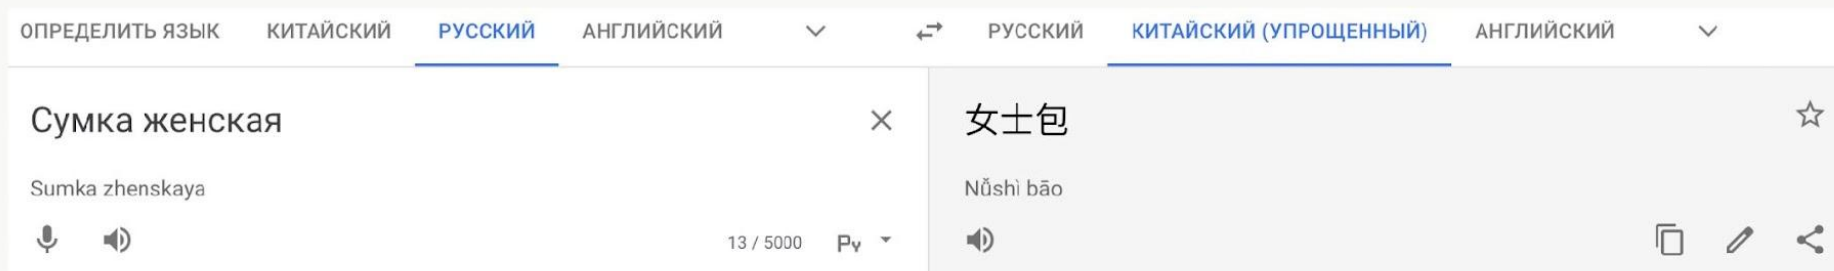 ОПРЕДЕЛИТЬ ЯЗЫК КИТАЙСКИЙ РУССКИЙ АНГЛИЙСКИЙ РУССКИЙ КИТАЙСКИЙ (УПРОЩЕННЫЙ) АНГЛИЙСКИЙ
Сумка женская
Sumka zhenskaya
13 / 5000 Ру
女士包
Nǚshì bāo